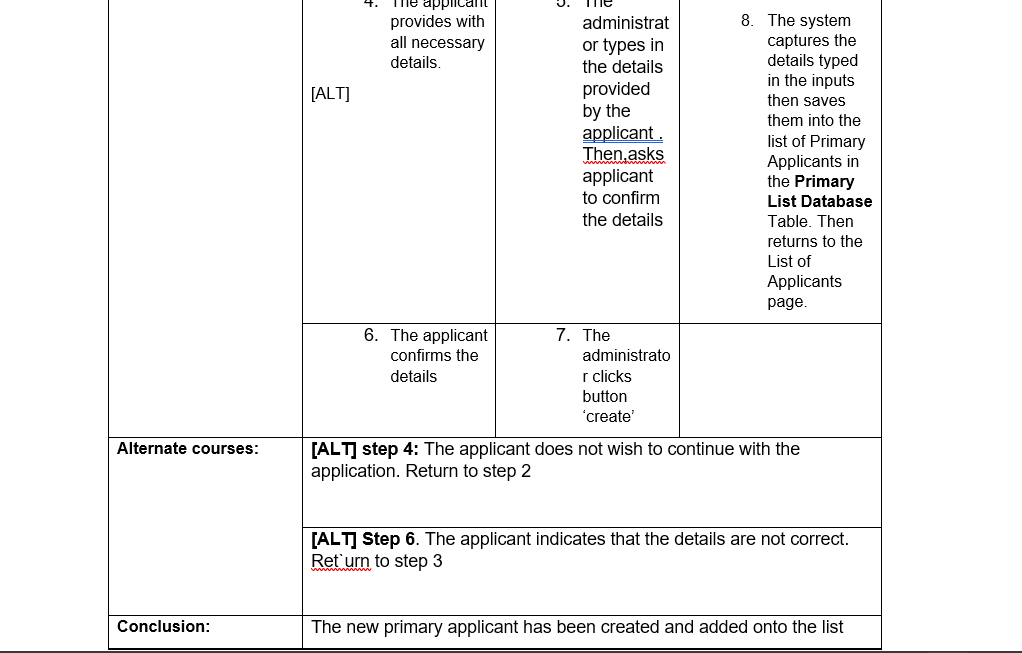 4. The applicant
provides with
all necessary
details.
[ALT]
5. The
administrat
or types in
the details
provided
by the
applicant .
Then,asks
applicant
to confirm
the details
8. The system
captures the
details typed
in the inputs
then saves
them into the
list of Primary
Applicants in
the Primary
List Database
Table. Then
returns to the
List of
Applicants
page.
6. The applicant
confirms the
details
7. The
administrato
r clicks
button
‘create’
Alternate courses:
[ALT] step 4: The applicant does not wish to continue with the
application. Return to step 2
[ALT] Step 6. The applicant indicates that the details are not correct.
Ret`urn to step 3
Conclusion:
The new primary applicant has been created and added onto the list